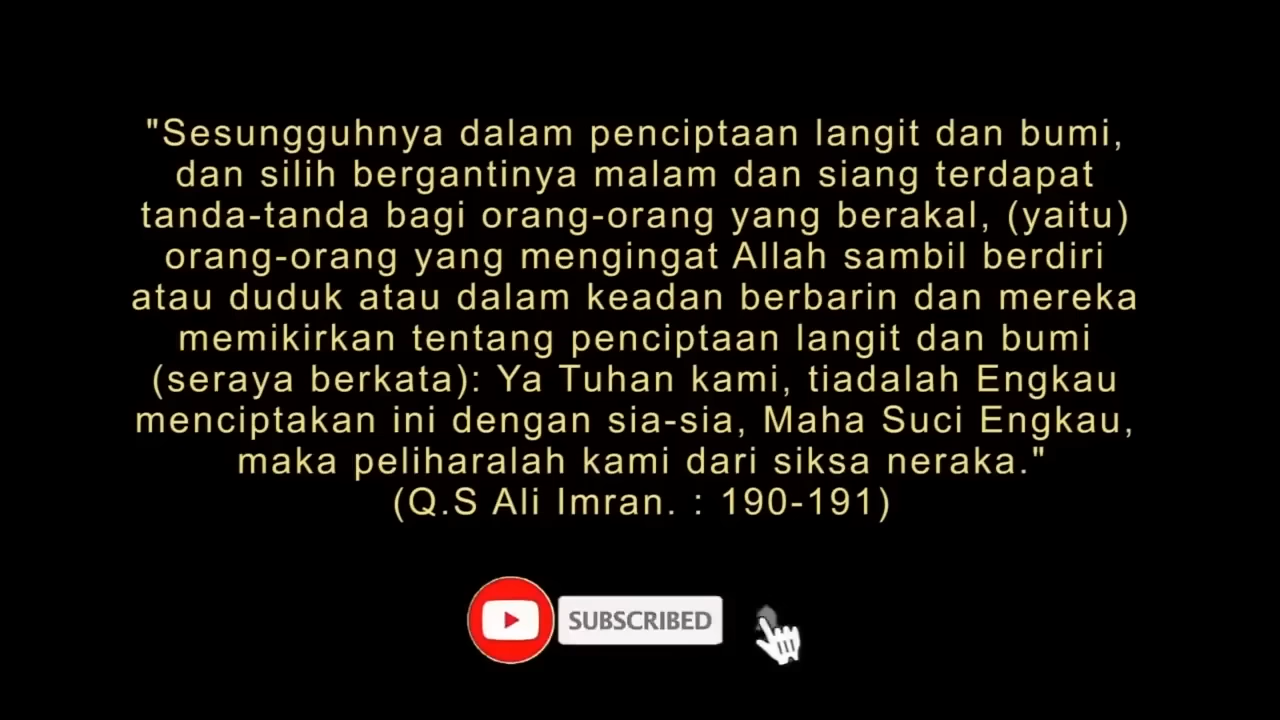 "Sesungguhnya dalam penciptaan langit dan bumi,
dan silih bergantinya malam dan siang terdapat
tanda-tanda bagi orang-orang yang berakal, (yaitu)
orang-orang yang mengingat Allah sambil berdiri
atau duduk atau dalam keadan berbarin dan mereka
memikirkan tentang penciptaan langit dan bumi
(seraya berkata): Ya Tuhan kami, tiadalah Engkau
menciptakan ini dengan sia-sia, Maha Suci Engkau,
maka peliharalah kami dari siksa neraka."
(Q.S Ali Imran. : 190-191)
SUBSCRIBED